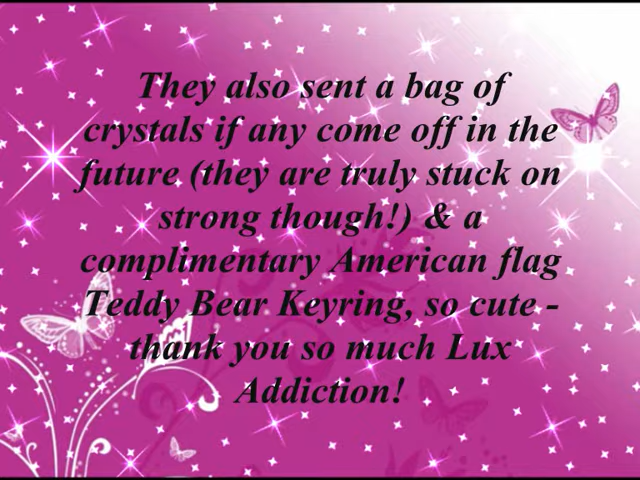 They also sent a bag of
crystals if any come off in the
future (they are truly stuck on
strong though!) & a
complimentary American flag
Teddy Bear Keyring, so cute -
thank you so much Lux
Addiction!